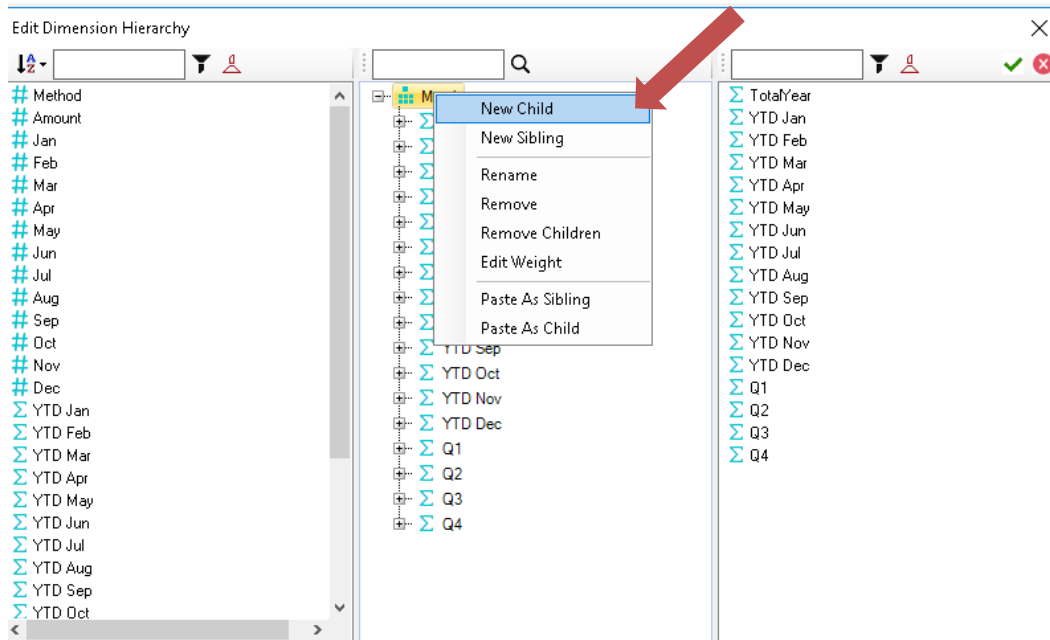 Edit Dimension Hierarchy
Method
Amount
Jan
Feb
Mar
Apr
May
Jun
Jul
Aug
Sep
Oct
Nov
Dec
YTD Jan
YTD Feb
YTD Mar
YTD Apr
YTD May
YTD Jun
YTD Jul
YTD Aug
YTD Sep
YTD Oct
New Child
New Sibling
Rename
Remove
Remove Children
Edit Weight
Paste As Sibling
Paste As Child
YTD Sep
YTD Oct
YTD Nov
YTD Dec
Q1
Q2
Q3
Q4
TotalYear
YTD Jan
YTD Feb
YTD Mar
YTD Apr
YTD May
YTD Jun
YTD Jul
YTD Aug
YTD Sep
YTD Oct
YTD Nov
YTD Dec
Q1
Q2
Q3
Q4